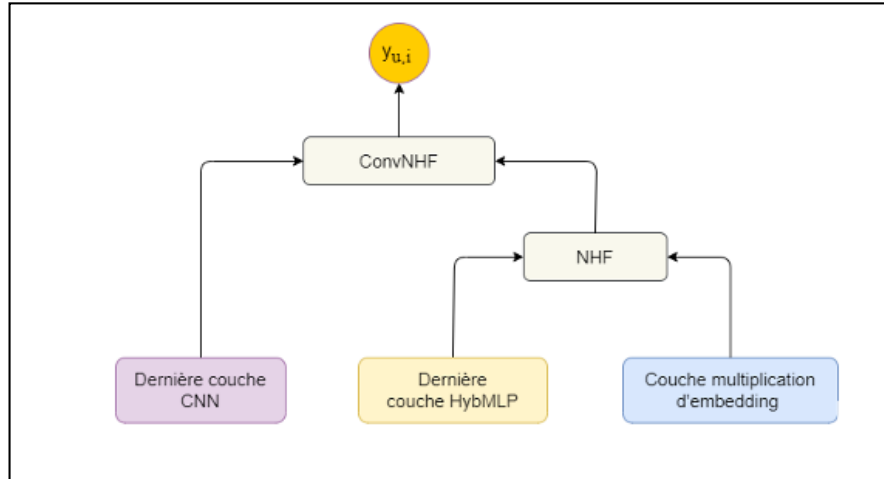 yu,i
ConvNHF
NHF
Dernière couche
CNN
Dernière
couche HybMLP
Couche multiplication
d'embedding